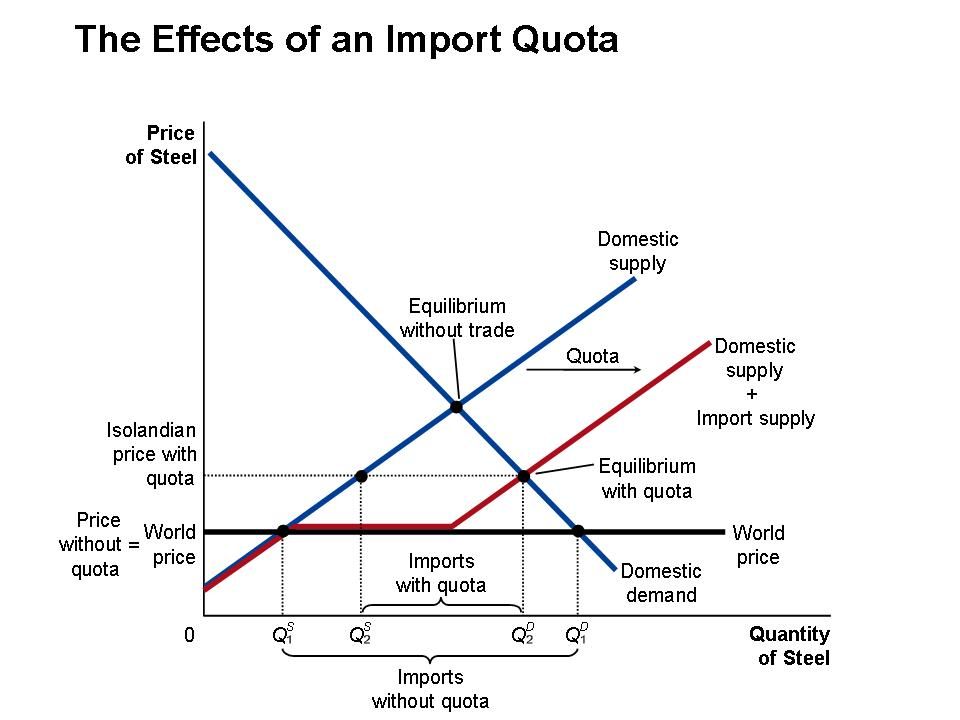 The Effects of an Import Quota
Price
of Steel
Domestic
supply
Equilibrium
without trade
Quota
Domestic
supply
+
Import supply
Isolandian
price with
quota
Equilibrium
with quota
Price
without =
quota
World
price
World
price
Imports
with quota
Domestic
demand
0
Q₁ˢ
Q₂ˢ
Q₂ᴰ
Q₁ᴰ
Quantity
of Steel
Imports
without quota